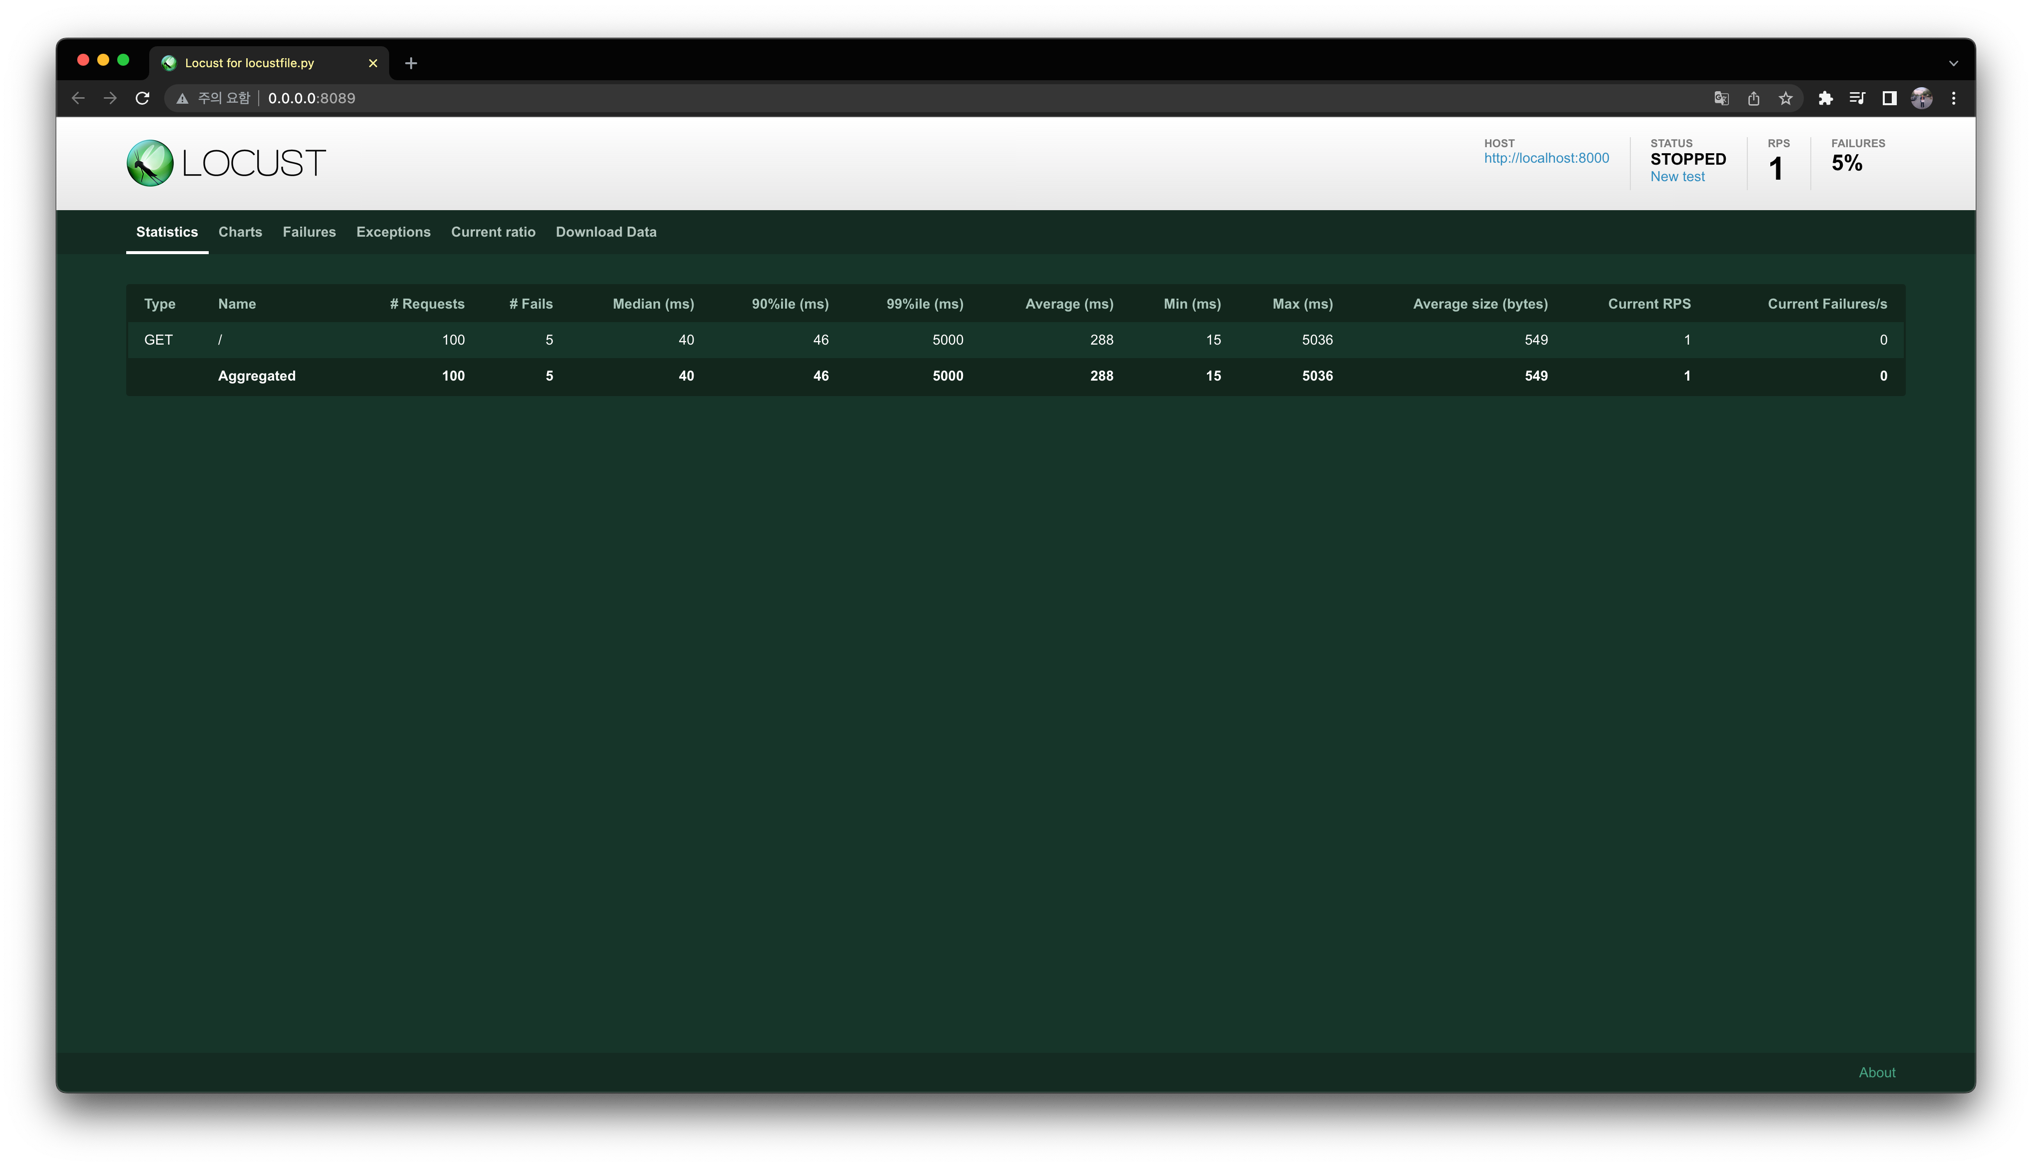 Locust for locustfile.py
주의 요함 0.0.0.0:8089
LOCUST
HOST
http://localhost:8000
STATUS
STOPPED
New test
RPS
1
FAILURES
5%
Statistics Charts Failures Exceptions Current ratio Download Data
Type Name # Requests # Fails Median (ms) 90%ile (ms) 99%ile (ms) Average (ms) Min (ms) Max (ms) Average size (bytes) Current RPS Current Failures/s
GET / 100 5 40 46 5000 288 15 5036 549 1 0
Aggregated 100 5 40 46 5000 288 15 5036 549 1 0
About